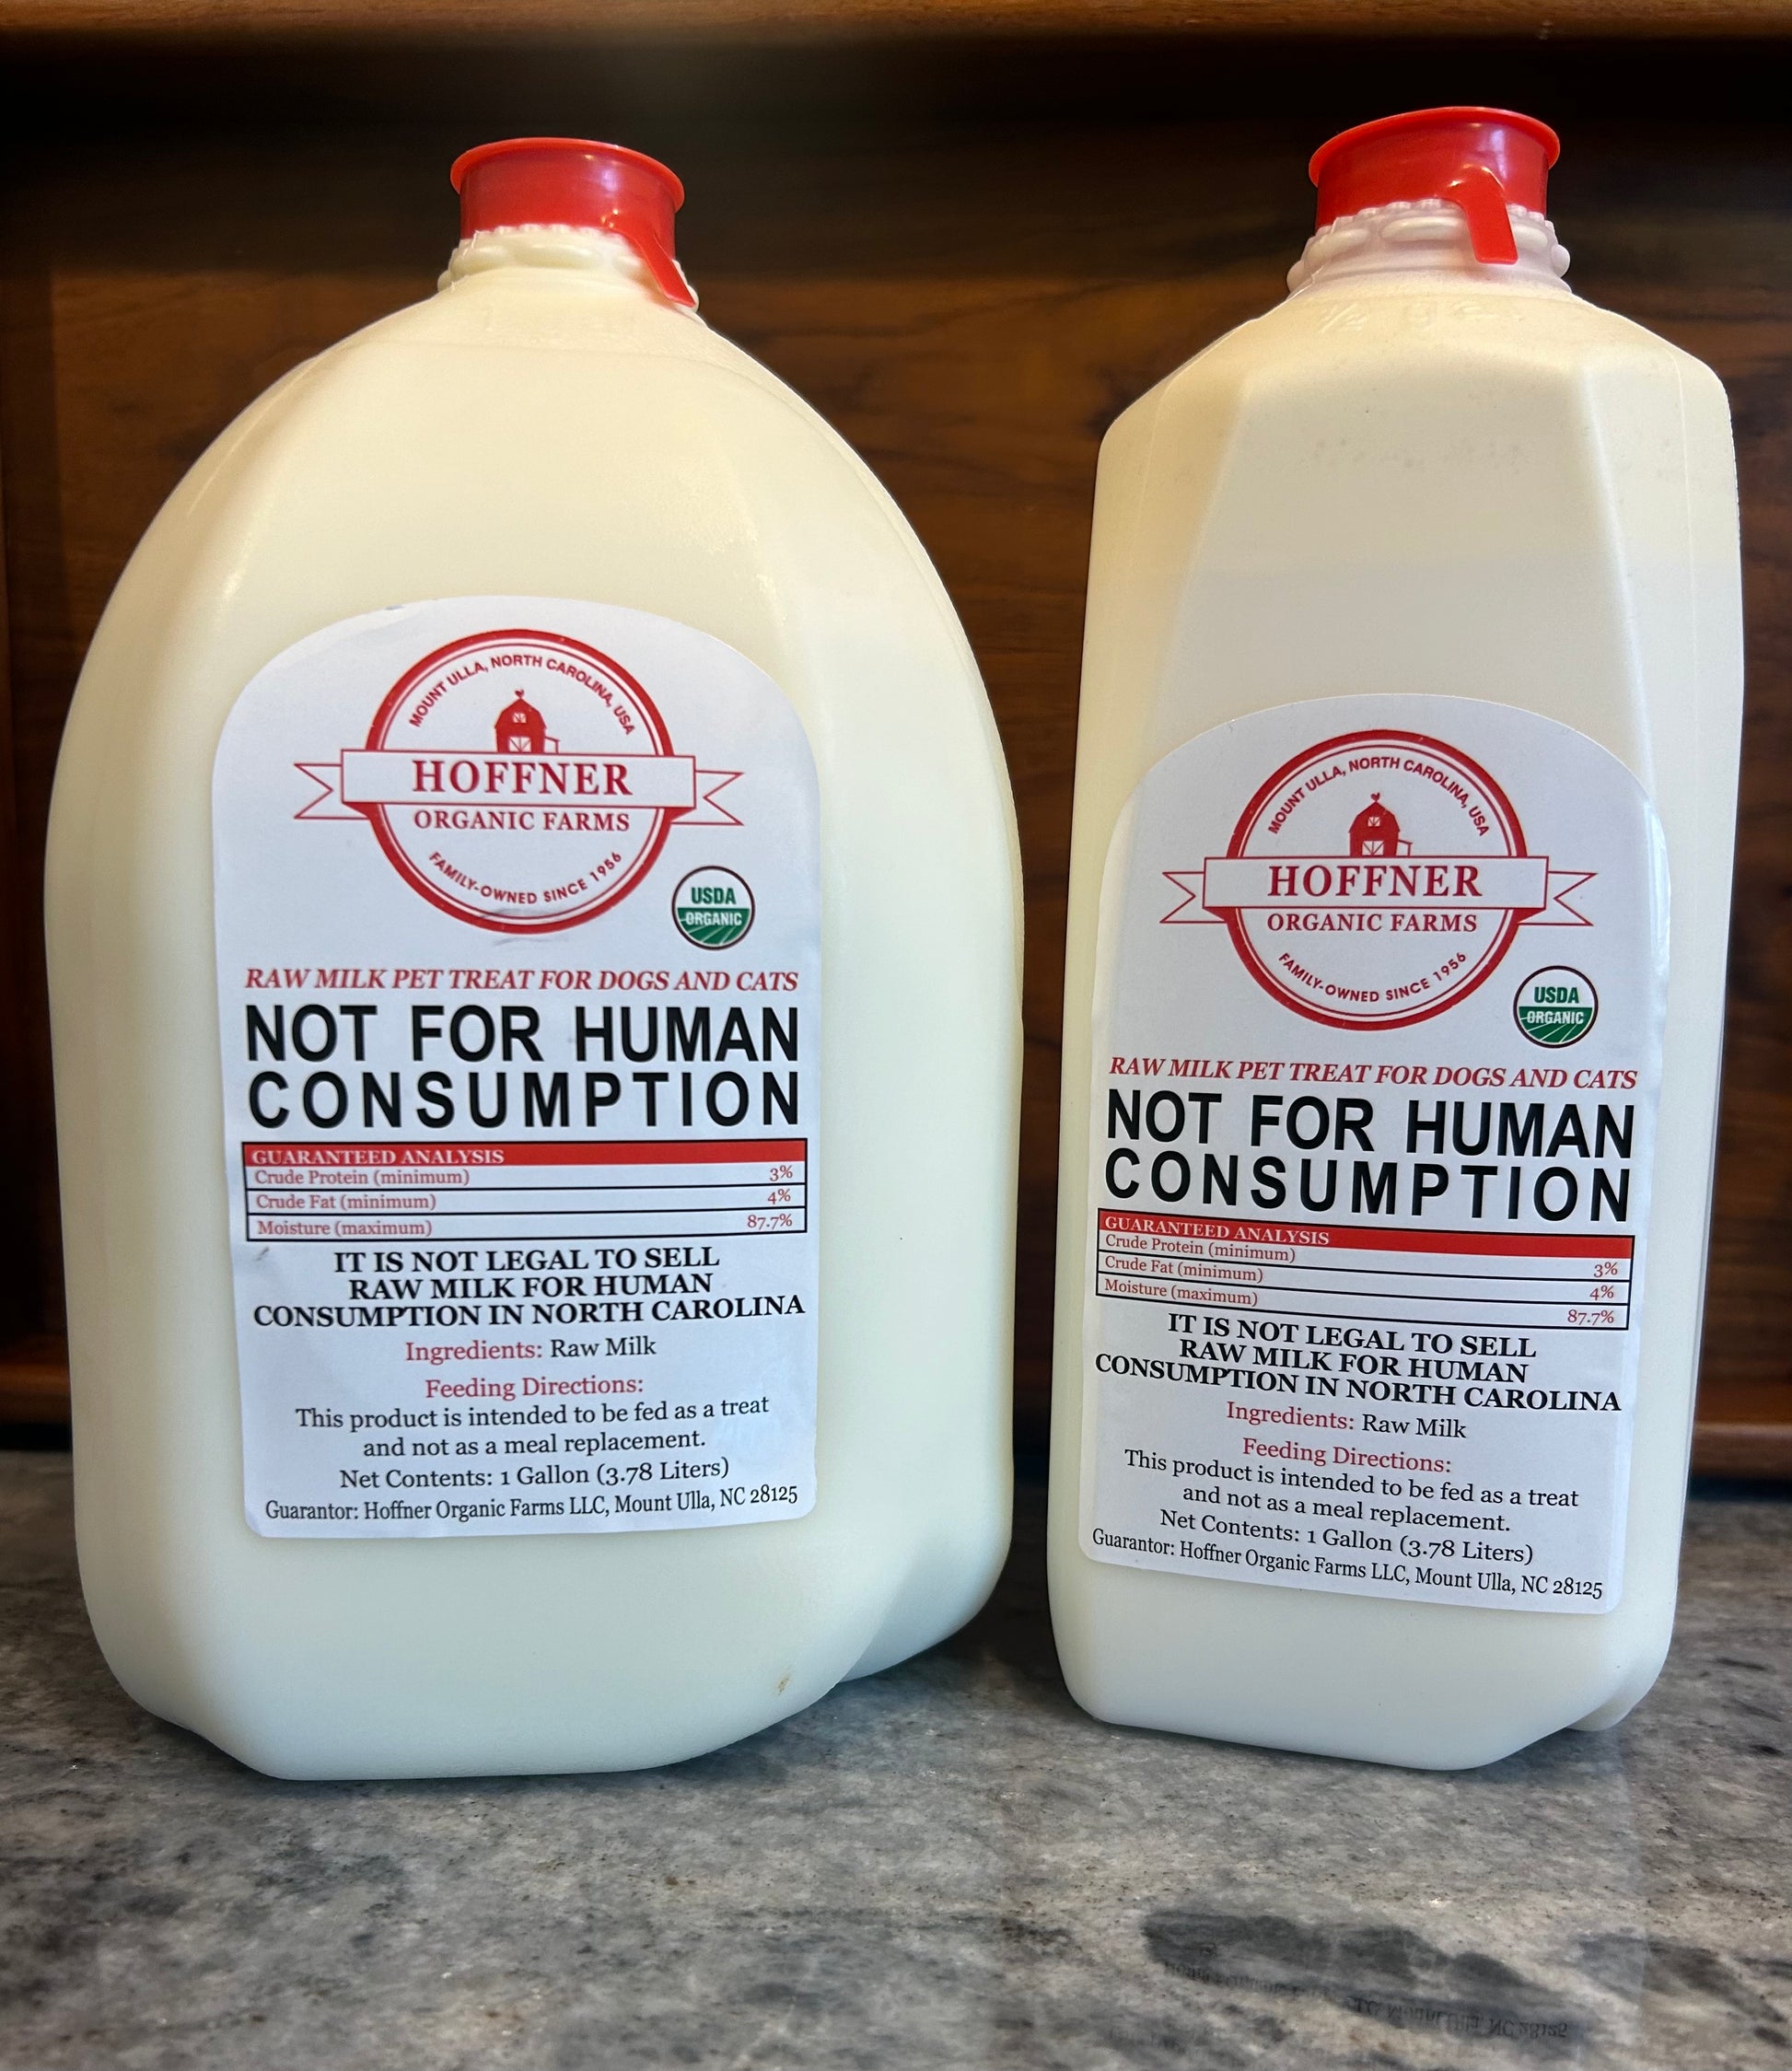 MOUNT ULLA, NORTH CAROLINA, USA
HOFFNER
ORGANIC FARMS
FAMILY-OWNED SINCE 1956
USDA
ORGANIC
RAW MILK PET TREAT FOR DOGS AND CATS
NOT FOR HUMAN
CONSUMPTION
GUARANTEED ANALYSIS
Crude Protein (minimum) 3%
Crude Fat (minimum) 4%
Moisture (maximum) 87.7%
IT IS NOT LEGAL TO SELL
RAW MILK FOR HUMAN
CONSUMPTION IN NORTH CAROLINA
Ingredients: Raw Milk
Feeding Directions:
This product is intended to be fed as a treat
and not as a meal replacement.
Net Contents: 1 Gallon (3.78 Liters)
Guarantor: Hoffner Organic Farms LLC, Mount Ulla, NC 28125
MOUNT ULLA, NORTH CAROLINA, USA
HOFFNER
ORGANIC FARMS
FAMILY-OWNED SINCE 1956
USDA
ORGANIC
RAW MILK PET TREAT FOR DOGS AND CATS
NOT FOR HUMAN
CONSUMPTION
GUARANTEED ANALYSIS
Crude Protein (minimum) 3%
Crude Fat (minimum) 4%
Moisture (maximum) 87.7%
IT IS NOT LEGAL TO SELL
RAW MILK FOR HUMAN
CONSUMPTION IN NORTH CAROLINA
Ingredients: Raw Milk
Feeding Directions:
This product is intended to be fed as a treat
and not as a meal replacement.
Net Contents: 1 Gallon (3.78 Liters)
Guarantor: Hoffner Organic Farms LLC, Mount Ulla, NC 28125